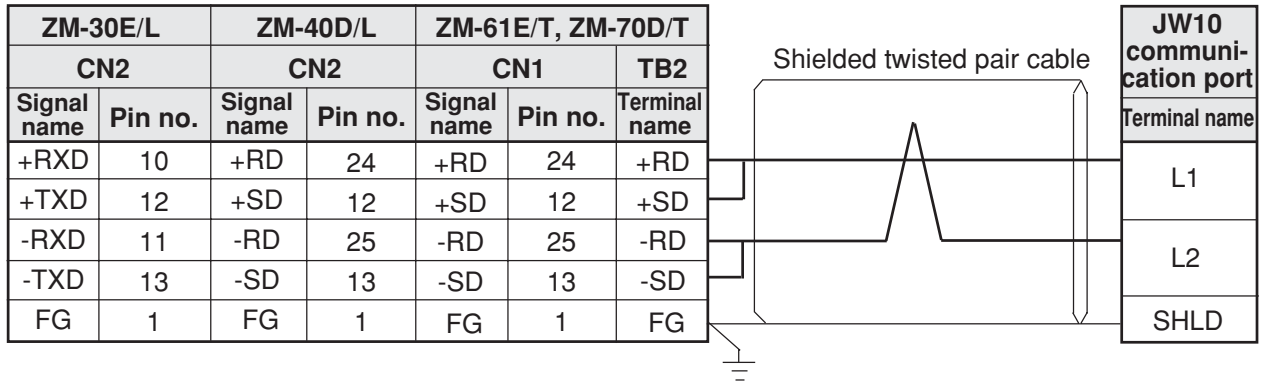 ZM-30E/L ZM-40D/L ZM-61E/T, ZM-70D/T
CN2 CN2 CN1 TB2
Signal name Pin no. Signal name Pin no. Signal name Pin no. Terminal name
+RXD 10 +RD 24 +RD 24 +RD
+TXD 12 +SD 12 +SD 12 +SD
-RXD 11 -RD 25 -RD 25 -RD
-TXD 13 -SD 13 -SD 13 -SD
FG 1 FG 1 FG 1 FG
Shielded twisted pair cable
JW10
communi-
cation port
Terminal name
L1
L2
SHLD